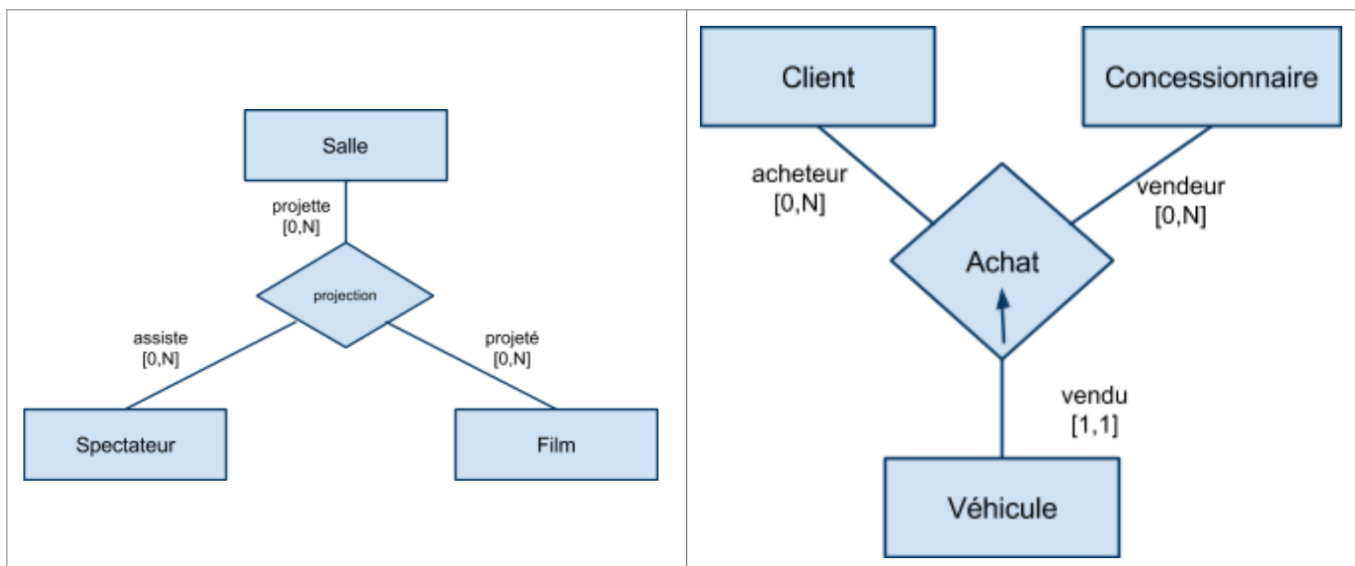 Salle
projette
[0,N]
projection
assiste
[0,N]
projeté
[0,N]
Spectateur
Film
Client
Concessionnaire
acheteur
[0,N]
vendeur
[0,N]
Achat
vendu
[1,1]
Véhicule